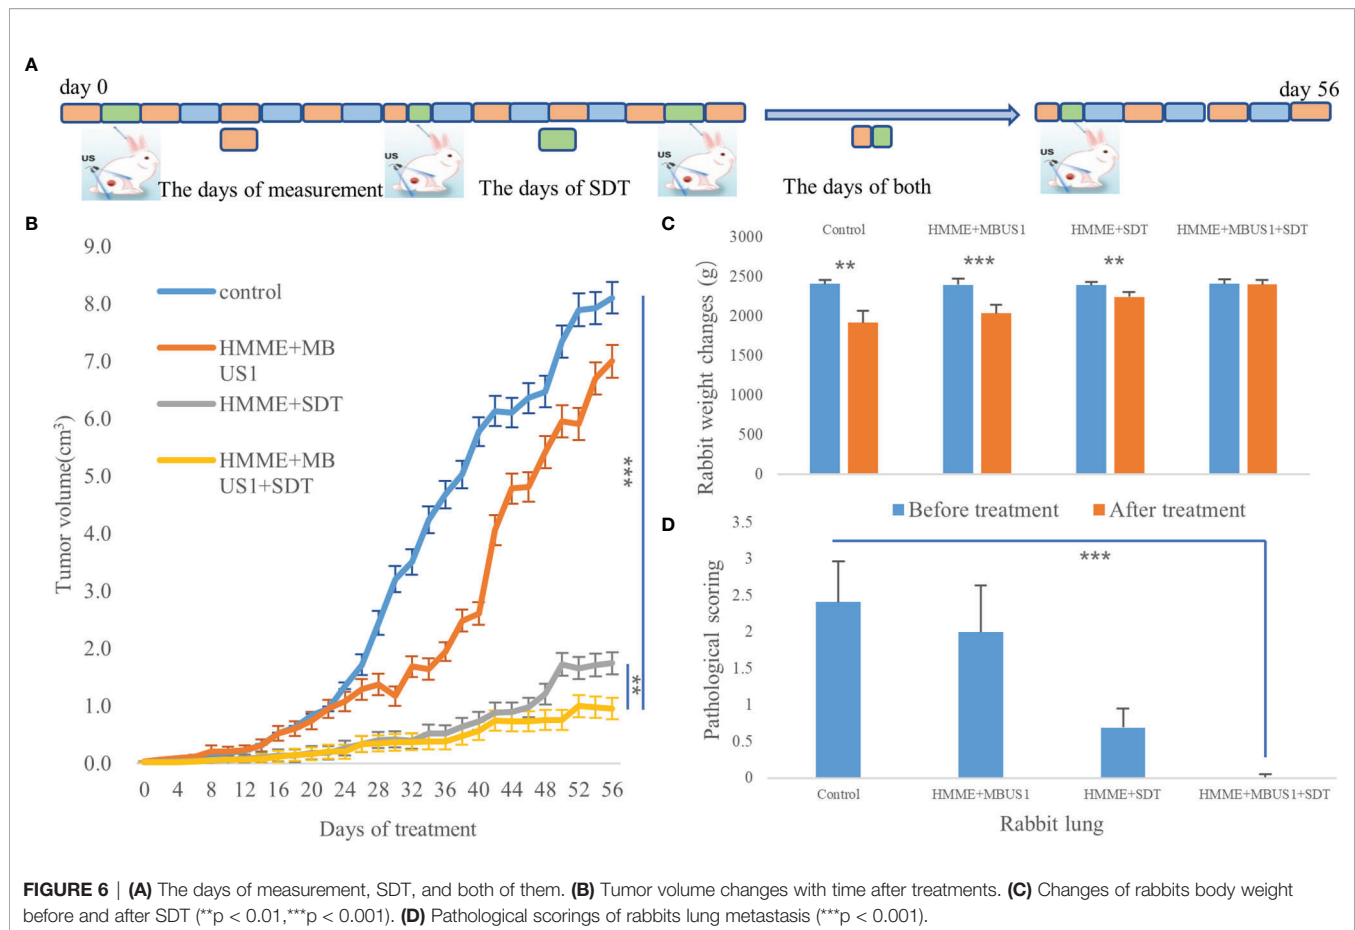 A
day 0
day 56
US
US
US
US
The days of measurement
The days of SDT
The days of both
B
9.0
8.0
7.0
6.0
5.0
4.0
3.0
2.0
1.0
0.0
Tumor volume(cm³)
control
HMME+MB
US1
HMME+SDT
HMME+MB
US1+SDT
***
**
0 4 8 12 16 20 24 28 32 36 40 44 48 52 56
Days of treatment
C
Control HMME+MBUS1 HMME+SDT HMME+MBUS1+SDT
3000
2500
2000
1500
1000
500
0
Rabbit weight changes (g)
** *** **
Before treatment After treatment
D
3.5
3
2.5
2
1.5
1
0.5
0
Pathological scoring
***
Control HMME+MBUS1 HMME+SDT HMME+MBUS1+SDT
Rabbit lung
FIGURE 6 | (A) The days of measurement, SDT, and both of them. (B) Tumor volume changes with time after treatments. (C) Changes of rabbits body weight
before and after SDT (**p < 0.01,***p < 0.001). (D) Pathological scorings of rabbits lung metastasis (***p < 0.001).